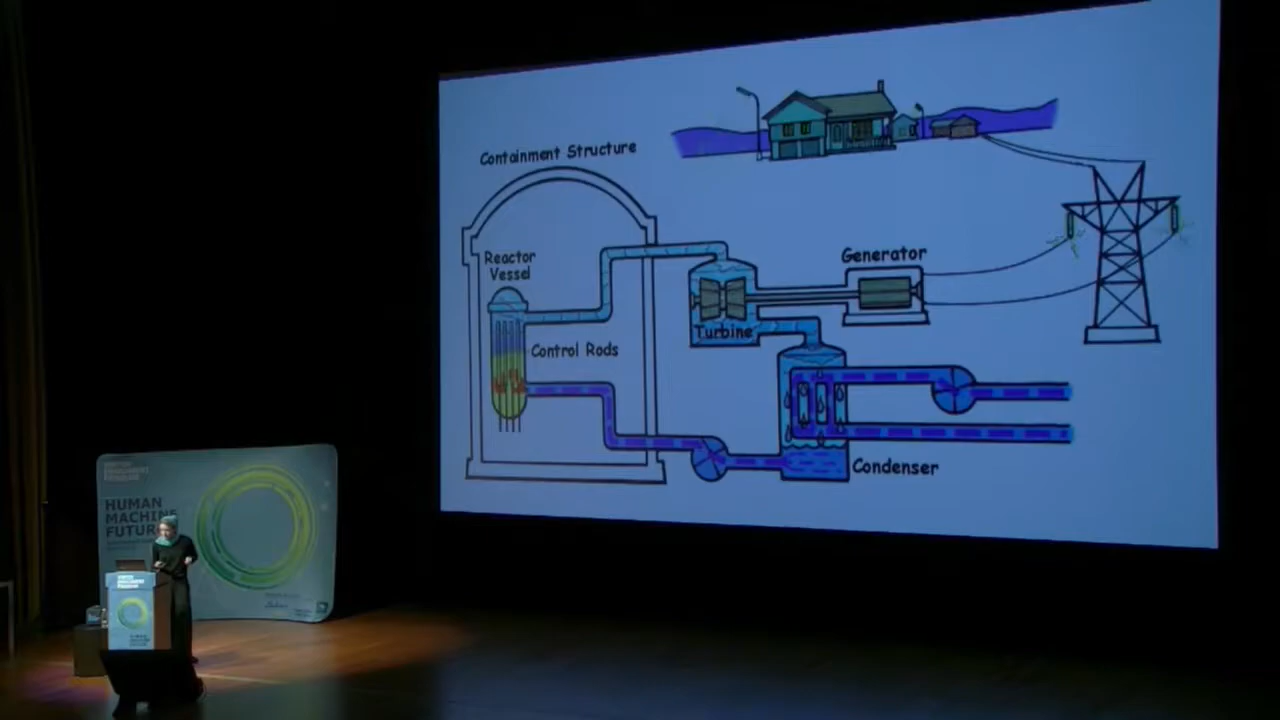 Containment Structure
Reactor
Vessel
Control Rods
Turbine
Generator
Condenser
HUMAN
MACHINE
FUTURE